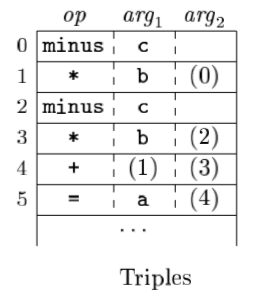 op arg₁ arg₂
0 minus c
1 * b (0)
2 minus c
3 * b (2)
4 + (1) (3)
5 = a (4)
...
Triples